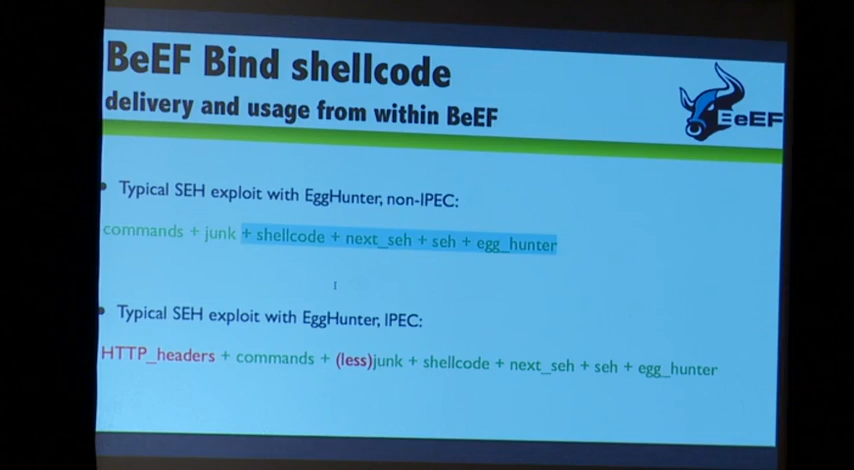 BeEF Bind shellcode
delivery and usage from within BeEF
BeEF
• Typical SEH exploit with EggHunter, non-IPEC:
commands + junk + shellcode + next_seh + seh + egg_hunter
• Typical SEH exploit with EggHunter, IPEC:
HTTP_headers + commands + (less)junk + shellcode + next_seh + seh + egg_hunter